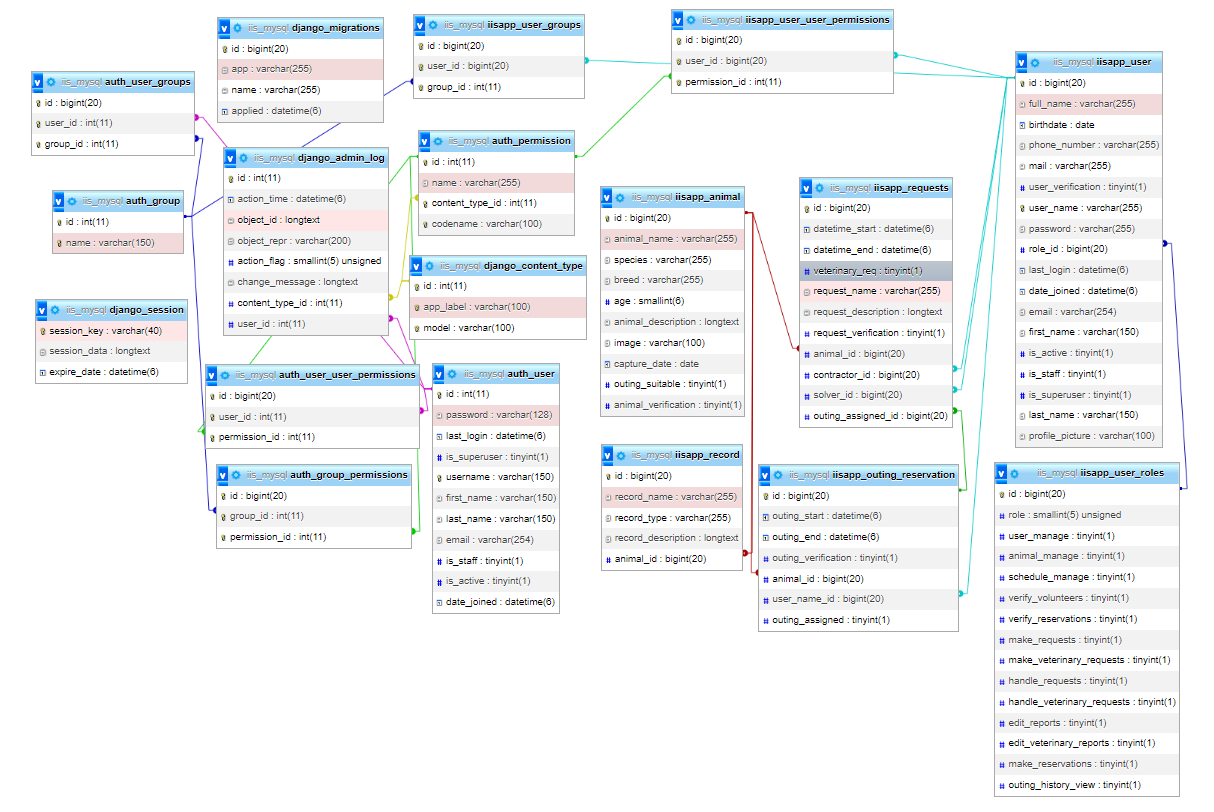 iis_mysql django_migrations
id : bigint(20)
app : varchar(255)
name : varchar(255)
applied : datetime(6)
iis_mysql iisapp_user_groups
id : bigint(20)
user_id : bigint(20)
group_id : int(11)
iis_mysql iisapp_user_user_permissions
id : bigint(20)
user_id : bigint(20)
permission_id : int(11)
iis_mysql iisapp_user
id : bigint(20)
full_name : varchar(255)
birthdate : date
phone_number : varchar(255)
mail : varchar(255)
user_verification : tinyint(1)
user_name : varchar(255)
password : varchar(255)
role_id : bigint(20)
last_login : datetime(6)
date_joined : datetime(6)
email : varchar(254)
first_name : varchar(150)
is_active : tinyint(1)
is_staff : tinyint(1)
is_superuser : tinyint(1)
last_name : varchar(150)
profile_picture : varchar(100)
iis_mysql auth_user_groups
id : bigint(20)
user_id : int(11)
group_id : int(11)
iis_mysql auth_permission
id : int(11)
name : varchar(255)
content_type_id : int(11)
codename : varchar(100)
iis_mysql django_admin_log
id : int(11)
action_time : datetime(6)
object_id : longtext
object_repr : varchar(200)
action_flag : smallint(5) unsigned
change_message : longtext
content_type_id : int(11)
user_id : int(11)
iis_mysql auth_group
id : int(11)
name : varchar(150)
iis_mysql iisapp_animal
id : bigint(20)
animal_name : varchar(255)
species : varchar(255)
breed : varchar(255)
age : smallint(6)
animal_description : longtext
image : varchar(100)
capture_date : date
outing_suitable : tinyint(1)
animal_verification : tinyint(1)
iis_mysql iisapp_requests
id : bigint(20)
datetime_start : datetime(6)
datetime_end : datetime(6)
veterinary_req : tinyint(1)
request_name : varchar(255)
request_description : longtext
request_verification : tinyint(1)
animal_id : bigint(20)
contractor_id : bigint(20)
solver_id : bigint(20)
outing_assigned_id : bigint(20)
iis_mysql django_content_type
id : int(11)
app_label : varchar(100)
model : varchar(100)
iis_mysql django_session
session_key : varchar(40)
session_data : longtext
expire_date : datetime(6)
iis_mysql auth_user_user_permissions
id : bigint(20)
user_id : int(11)
permission_id : int(11)
iis_mysql auth_user
id : int(11)
password : varchar(128)
last_login : datetime(6)
is_superuser : tinyint(1)
username : varchar(150)
first_name : varchar(150)
last_name : varchar(150)
email : varchar(254)
is_staff : tinyint(1)
is_active : tinyint(1)
date_joined : datetime(6)
iis_mysql auth_group_permissions
id : bigint(20)
group_id : int(11)
permission_id : int(11)
iis_mysql iisapp_record
id : bigint(20)
record_name : varchar(255)
record_type : varchar(255)
record_description : longtext
animal_id : bigint(20)
iis_mysql iisapp_outing_reservation
id : bigint(20)
outing_start : datetime(6)
outing_end : datetime(6)
outing_verification : tinyint(1)
animal_id : bigint(20)
user_name_id : bigint(20)
outing_assigned : tinyint(1)
iis_mysql iisapp_user_roles
id : bigint(20)
role : smallint(5) unsigned
user_manage : tinyint(1)
animal_manage : tinyint(1)
schedule_manage : tinyint(1)
verify_volunteers : tinyint(1)
verify_reservations : tinyint(1)
make_requests : tinyint(1)
make_veterinary_requests : tinyint(1)
handle_requests : tinyint(1)
handle_veterinary_requests : tinyint(1)
edit_reports : tinyint(1)
edit_veterinary_reports : tinyint(1)
make_reservations : tinyint(1)
outing_history_view : tinyint(1)